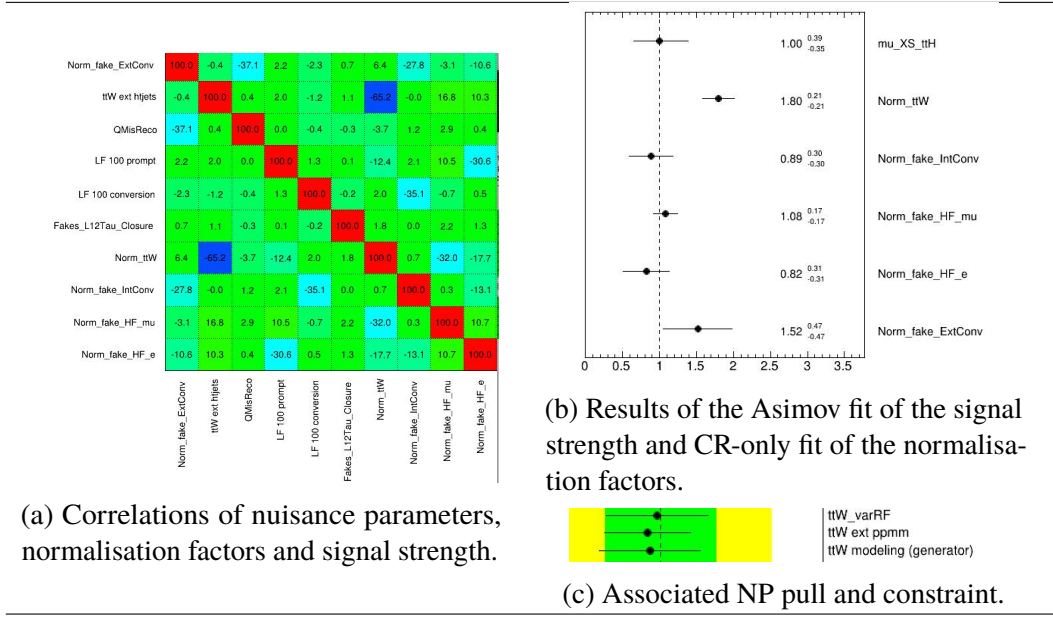 Norm_fake_ExtConv 100.0 -0.4 -37.1 2.2 -2.3 0.7 6.4 -27.8 -3.1 -10.6
ttW ext htjets -0.4 100.0 0.4 2.0 -1.2 1.1 -65.2 -0.0 16.8 10.3
QMisReco -37.1 0.4 100.0 0.0 -0.4 -0.3 -3.7 1.2 2.9 0.4
LF 100 prompt 2.2 2.0 0.0 100.0 1.3 0.1 -12.4 2.1 10.5 -30.6
LF 100 conversion -2.3 -1.2 -0.4 1.3 100.0 -0.2 2.0 -35.1 -0.7 0.5
Fakes_L12Tau_Closure 0.7 1.1 -0.3 0.1 -0.2 100.0 1.8 0.0 2.2 1.3
Norm_ttW 6.4 -65.2 -3.7 -12.4 2.0 1.8 100.0 0.7 -32.0 -17.7
Norm_fake_IntConv -27.8 -0.0 1.2 2.1 -35.1 0.0 0.7 100.0 0.3 -13.1
Norm_fake_HF_mu -3.1 16.8 2.9 10.5 -0.7 2.2 -32.0 0.3 100.0 10.7
Norm_fake_HF_e -10.6 10.3 0.4 -30.6 0.5 1.3 -17.7 -13.1 10.7 100.0
Norm_fake_ExtConv
ttW ext htjets
QMisReco
LF 100 prompt
LF 100 conversion
Fakes_L12Tau_Closure
Norm_ttW
Norm_fake_IntConv
Norm_fake_HF_mu
Norm_fake_HF_e
(a) Correlations of nuisance parameters,
normalisation factors and signal strength.
1.00 0.39 -0.35 mu_XS_ttH
1.80 0.21 -0.21 Norm_ttW
0.89 0.30 -0.30 Norm_fake_IntConv
1.08 0.17 -0.17 Norm_fake_HF_mu
0.82 0.31 -0.31 Norm_fake_HF_e
1.52 0.47 -0.47 Norm_fake_ExtConv
0 0.5 1 1.5 2 2.5 3 3.5
(b) Results of the Asimov fit of the signal
strength and CR-only fit of the normalisa-
tion factors.
ttW_varRF
ttW ext ppmm
ttW modeling (generator)
(c) Associated NP pull and constraint.